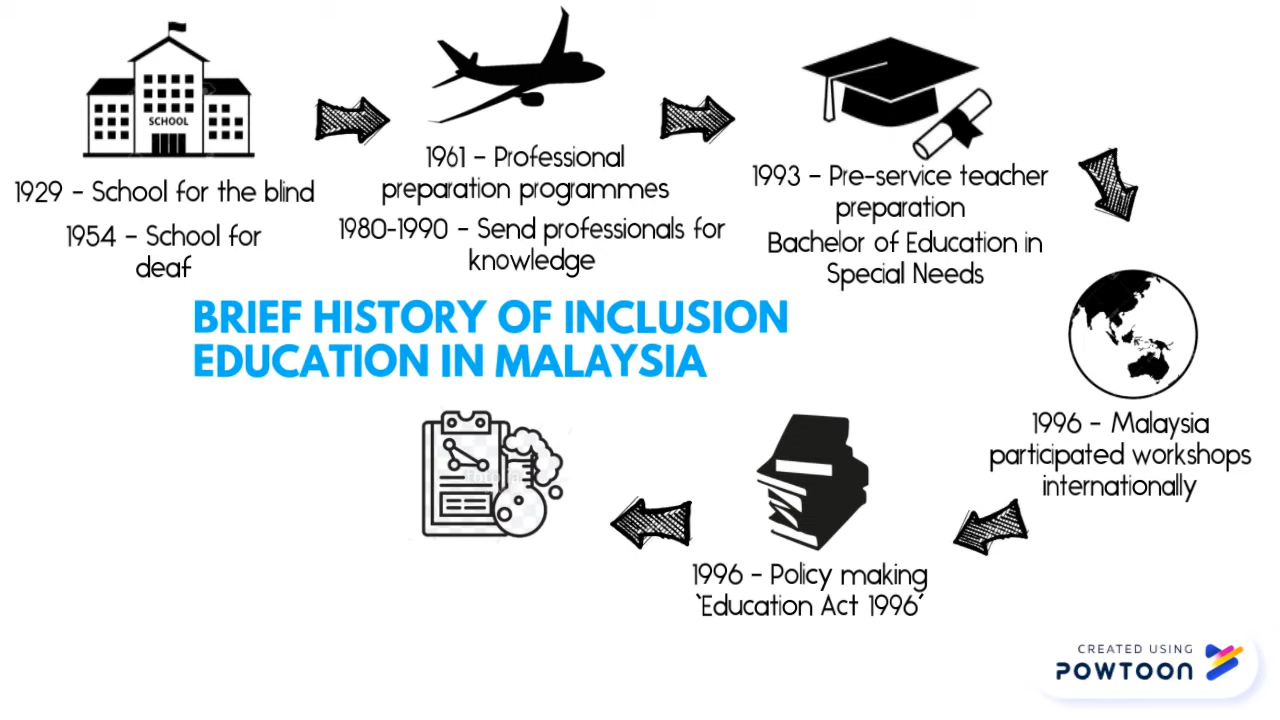 SCHOOL
1929 – School for the blind
1954 – School for
deaf
1961 – Professional
preparation programmes
1980-1990 – Send professionals for
knowledge
1993 – Pre-service teacher
preparation
Bachelor of Education in
Special Needs
BRIEF HISTORY OF INCLUSION
EDUCATION IN MALAYSIA
1996 – Malaysia
participated workshops
internationally
1996 – Policy making
‘Education Act 1996’
CREATED USING
POWTOON